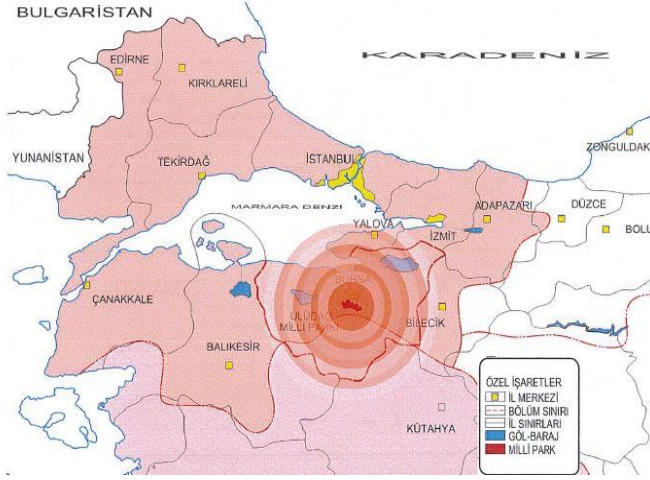 BULGARİSTAN
KARADENİZ
EDİRNE
KIRKLARELİ
YUNANİSTAN
TEKİRDAĞ
İSTANBUL
ZONGULDAK
MARMARA DENZİ
YALOVA
İZMİT
ADAPAZARI
DÜZCE
BOLU
ÇANAKKALE
BURSA
ULUDAĞ
MİLLİ PARKI
BİLECİK
BALIKESİR
KÜTAHYA
ÖZEL İŞARETLER
İL MERKEZİ
BÖLÜM SINIRI
İL SINIRLARI
GÖL-BARAJ
MİLLİ PARK